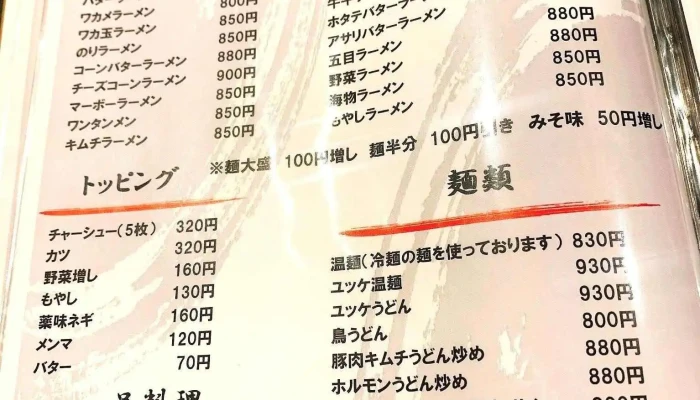 800円
ワカメラーメン 850円
ワカ玉ラーメン 850円
のりラーメン 850円
コーンバターラーメン 880円
チーズコーンラーメン 900円
マーボーラーメン 850円
ワンタンメン 850円
キムチラーメン 850円
ホタテバターラーメン
アサリバターラーメン 880円
五目ラーメン 880円
野菜ラーメン 850円
海物ラーメン 850円
もやしラーメン
※麺大盛 100円増し 麺半分 100円引き みそ味 50円増し
トッピング
チャーシュー(5枚) 320円
カツ 320円
野菜増し 160円
もやし 130円
薬味ネギ 160円
メンマ 120円
バター 70円
品料理
麺類
温麺(冷麺の麺を使っております) 830円
ユッケ温麺 930円
ユッケうどん 930円
鳥うどん 800円
豚肉キムチうどん炒め 880円
ホルモンうどん炒め 880円